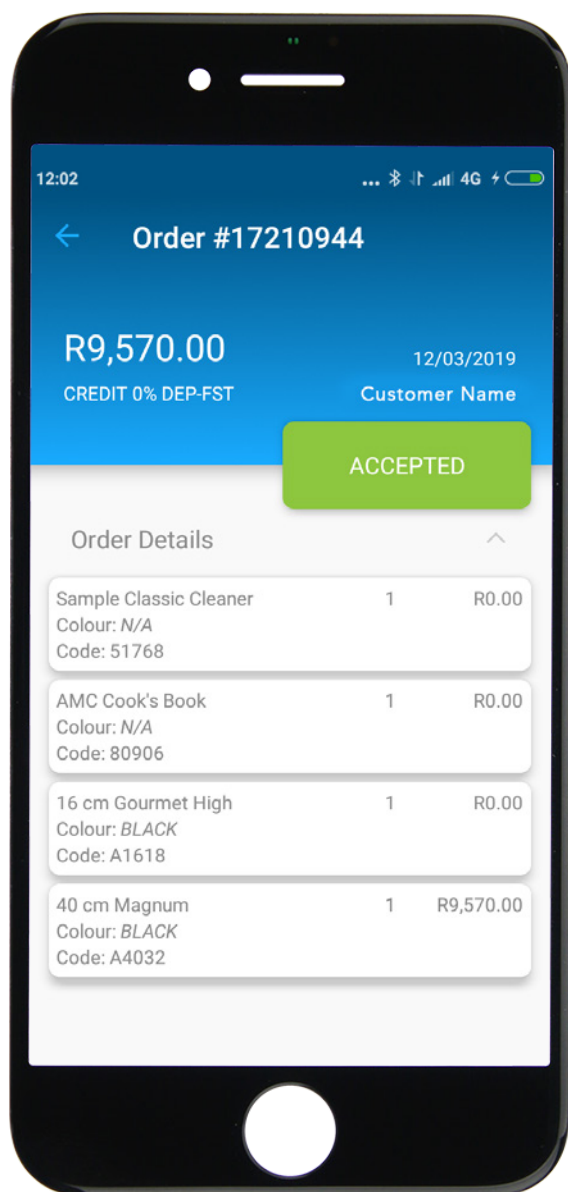 12:02 ... 4G
Order #17210944
R9,570.00
12/03/2019
CREDIT 0% DEP-FST Customer Name
ACCEPTED
Order Details
Sample Classic Cleaner 1 R0.00
Colour: N/A
Code: 51768
AMC Cook's Book 1 R0.00
Colour: N/A
Code: 80906
16 cm Gourmet High 1 R0.00
Colour: BLACK
Code: A1618
40 cm Magnum 1 R9,570.00
Colour: BLACK
Code: A4032